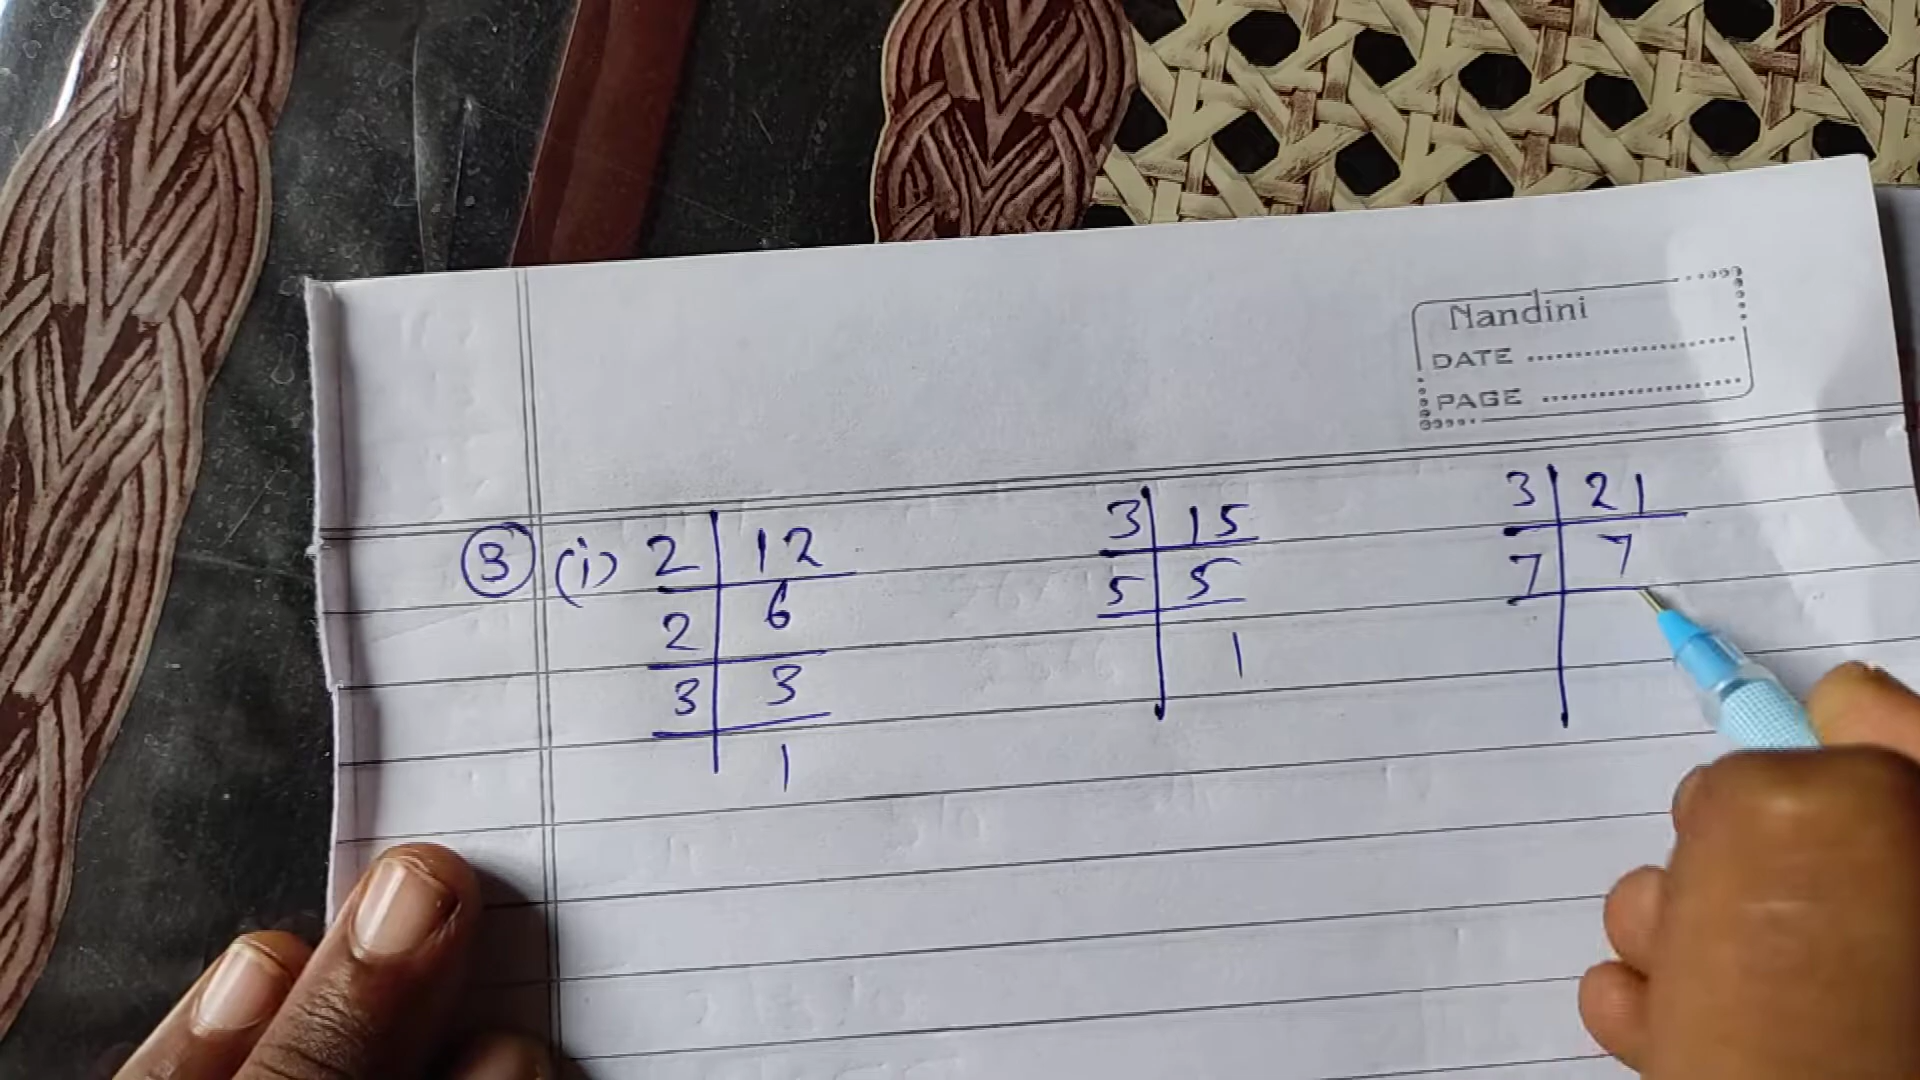 Nandini
DATE
PAGE
③ (i) 2 | 12 3 | 15 3 | 21
2 | 6 5 | 5 7 | 7
3 | 3 1
1